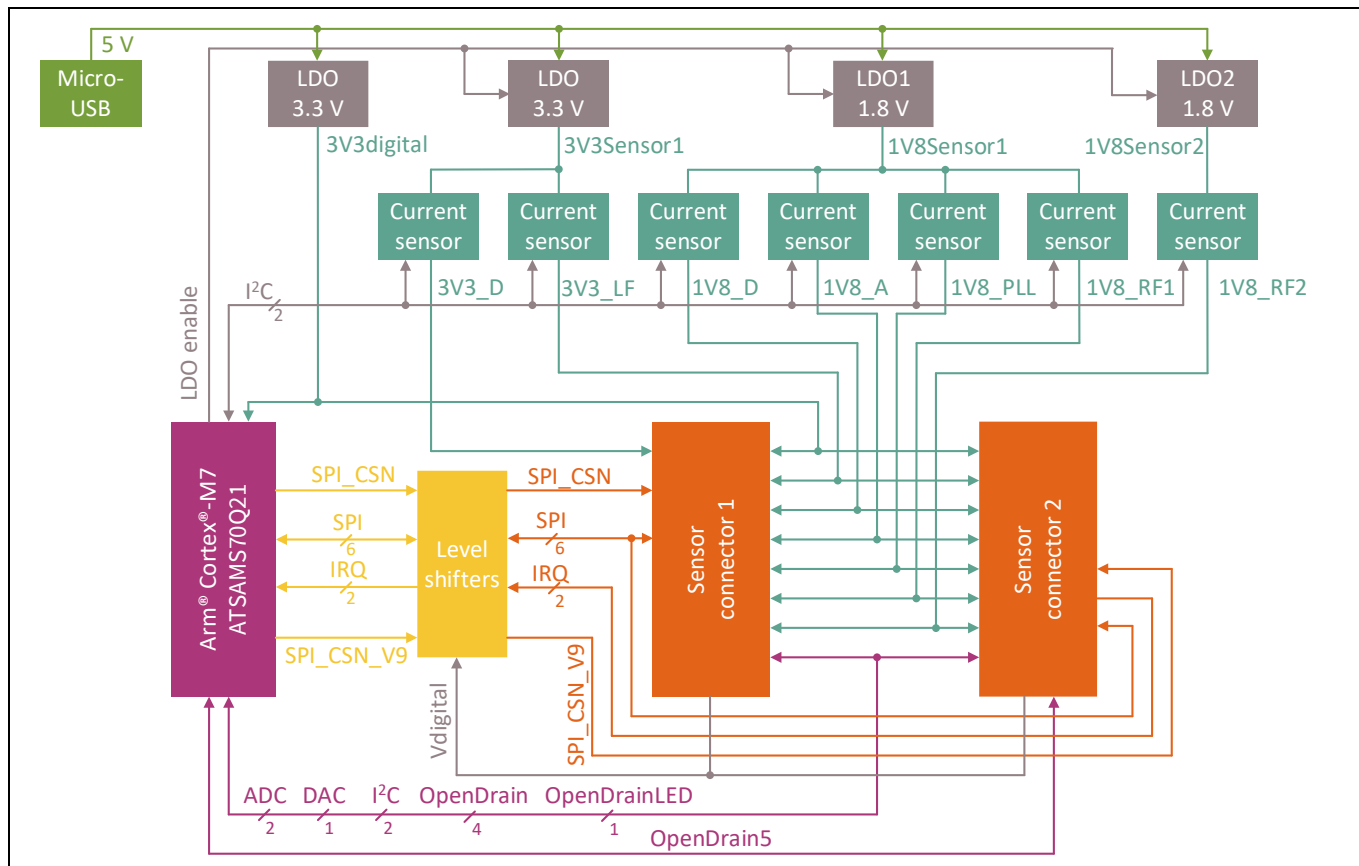 5 V
Micro-
USB
LDO
3.3 V
LDO
3.3 V
LDO1
1.8 V
LDO2
1.8 V
3V3digital
3V3Sensor1
1V8Sensor1
1V8Sensor2
Current
sensor
Current
sensor
Current
sensor
Current
sensor
Current
sensor
Current
sensor
Current
sensor
LDO enable
I²C
2
3V3_D
3V3_LF
1V8_D
1V8_A
1V8_PLL
1V8_RF1
1V8_RF2
Arm® Cortex®-M7
ATSAMS70Q21
SPI_CSN
SPI
6
IRQ
2
SPI_CSN_V9
Level
shifters
SPI_CSN
SPI
6
IRQ
2
SPI_CSN_V9
Sensor
connector 1
Sensor
connector 2
Vdigital
ADC
2
DAC
1
I²C
2
OpenDrain
4
OpenDrainLED
1
OpenDrain5